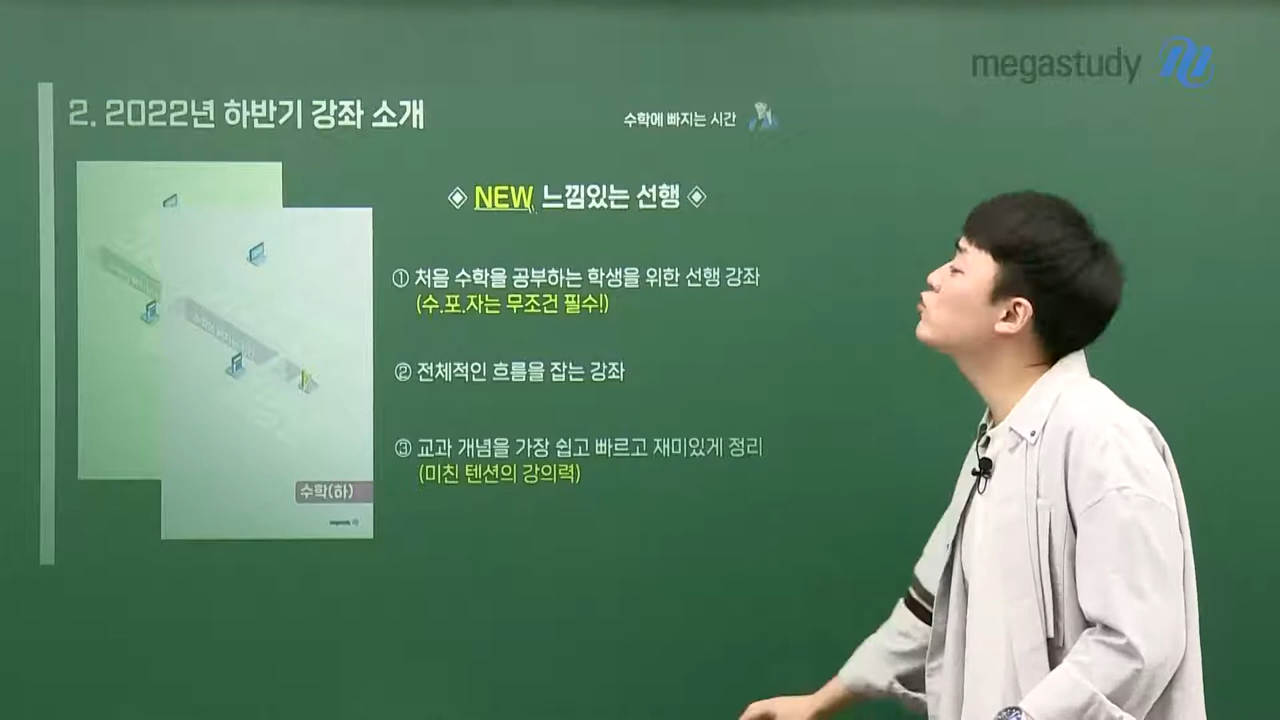 megastudy
2. 2022년 하반기 강좌 소개
수학에 빠지는 시간
◈ NEW 느낌있는 선행 ◈
① 처음 수학을 공부하는 학생을 위한 선행 강좌
(수.포.자는 무조건 필수!)
② 전체적인 흐름을 잡는 강좌
③ 교과 개념을 가장 쉽고 빠르고 재미있게 정리
(미친 텐션의 강의력)
수학(하)
megastudy